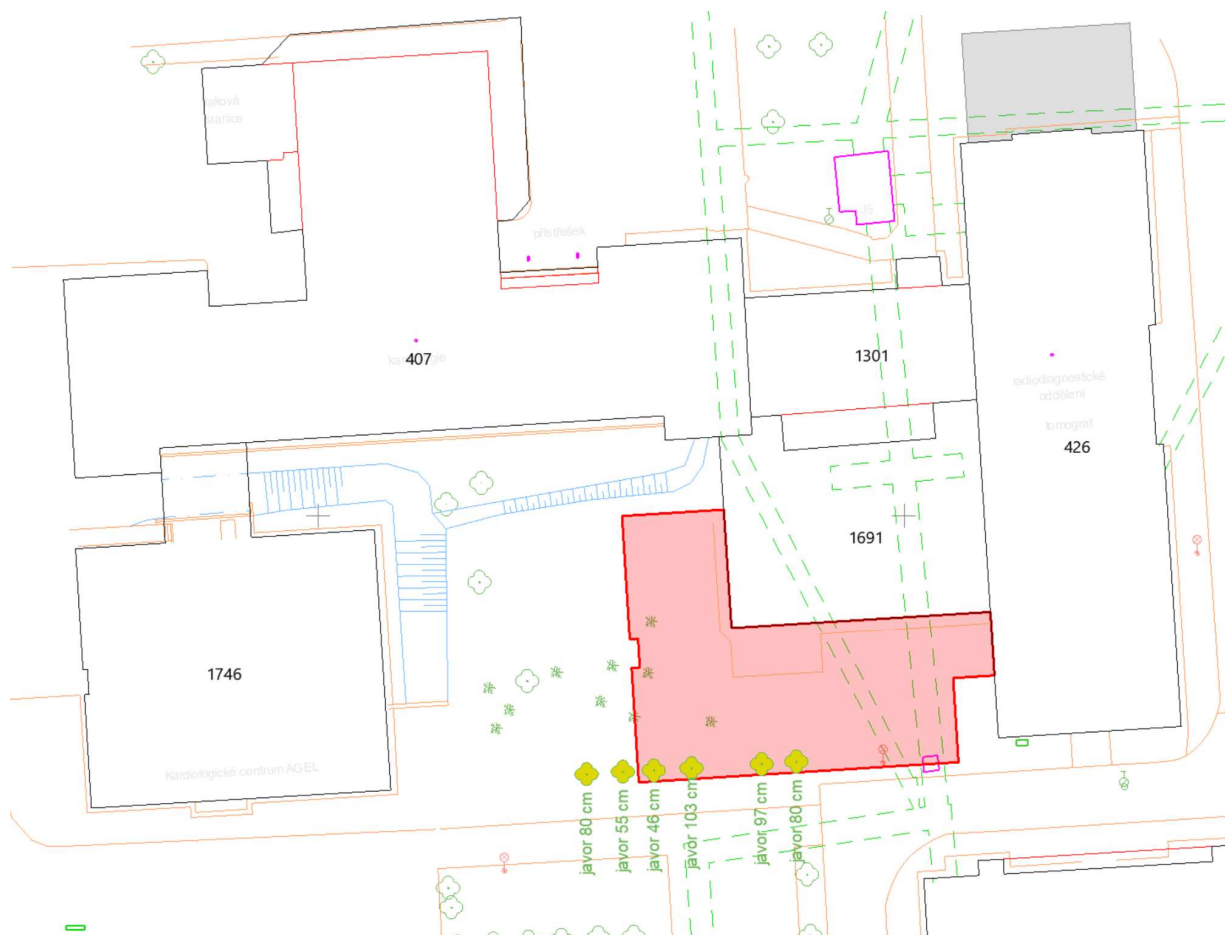 přístřešek
J5
407
1301
radiodiagnostické
oddělení
tomograf
426
1691
1746
Kardiologické centrum AGEL
javor 80 cm
javor 55 cm
javor 46 cm
javor 103 cm
javor 97 cm
javor 80 cm